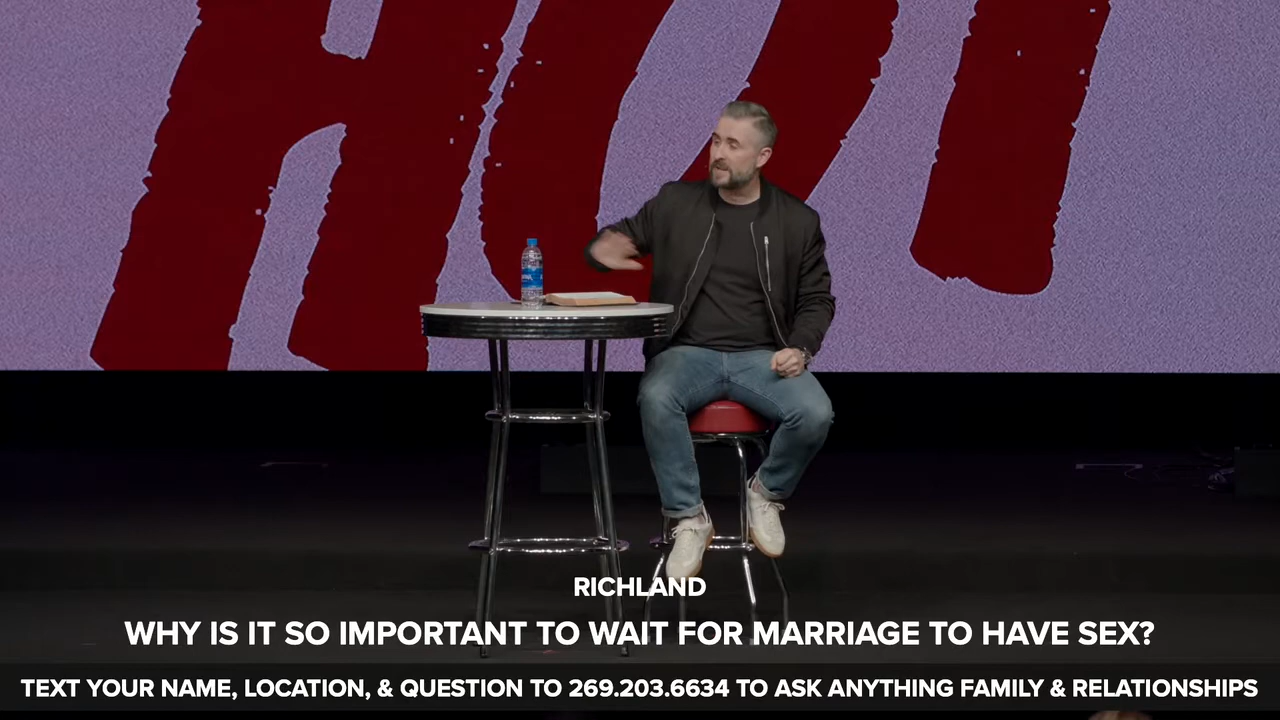 RICHLAND
WHY IS IT SO IMPORTANT TO WAIT FOR MARRIAGE TO HAVE SEX?
TEXT YOUR NAME, LOCATION, & QUESTION TO 269.203.6634 TO ASK ANYTHING FAMILY & RELATIONSHIPS